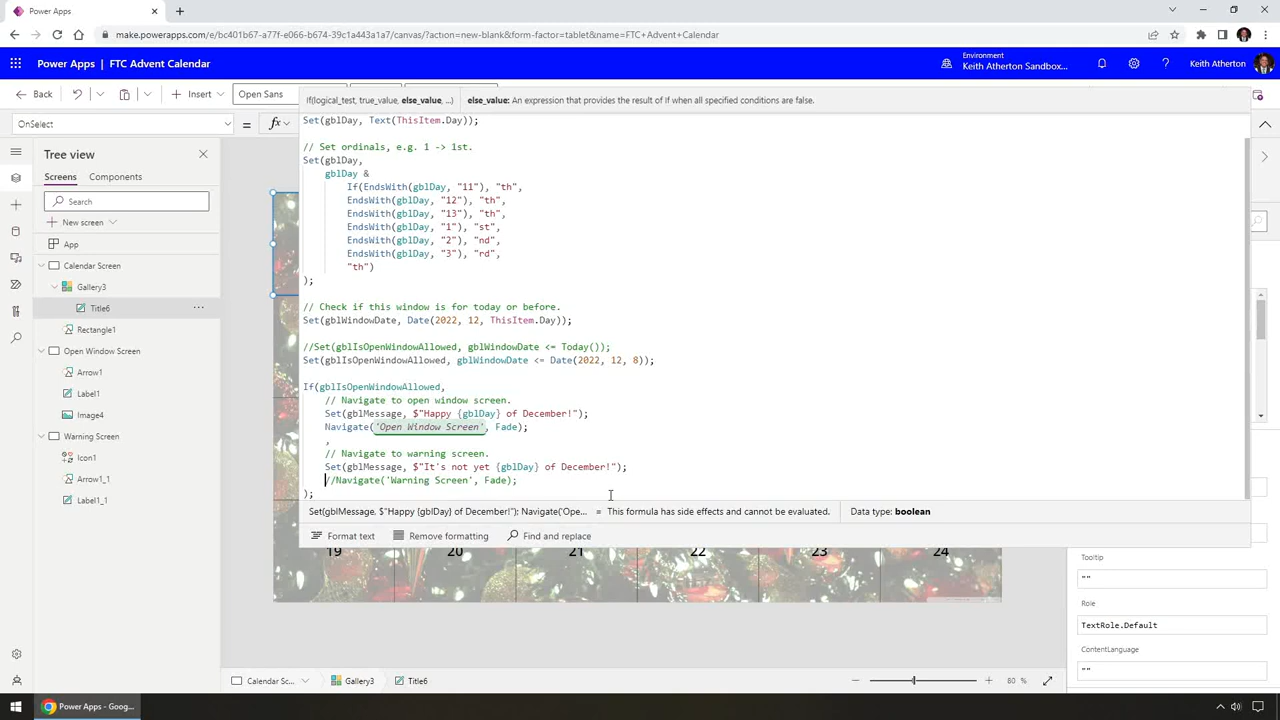 Power Apps
make.powerapps.com/e/bc401b67-a77f-e066-b674-39c1a443a1a7/canvas/?action=new-blank&form-factor=tablet&name=FTC+Advent+Calendar
Power Apps | FTC Advent Calendar
Environment
Keith Atherton Sandbox...
Keith Atherton
Back
Insert
Open Sans
If(logical_test, true_value, else_value, ...)
else_value: An expression that provides the result of If when all specified conditions are false.
OnSelect
=
fx
Tree view
Screens
Components
Search
New screen
App
Calendar Screen
Gallery3
Title6
...
Rectangle1
Open Window Screen
Arrow1
Label1
Image4
Warning Screen
Icon1
Arrow1_1
Label1_1
Set(gblDay, Text(ThisItem.Day));
// Set ordinals, e.g. 1 -> 1st.
Set(gblDay,
gblDay &
If(EndsWith(gblDay, "11"), "th",
EndsWith(gblDay, "12"), "th",
EndsWith(gblDay, "13"), "th",
EndsWith(gblDay, "1"), "st",
EndsWith(gblDay, "2"), "nd",
EndsWith(gblDay, "3"), "rd",
"th")
);
// Check if this window is for today or before.
Set(gblWindowDate, Date(2022, 12, ThisItem.Day));
//Set(gblIsOpenWindowAllowed, gblWindowDate <= Today());
Set(gblIsOpenWindowAllowed, gblWindowDate <= Date(2022, 12, 8));
If(gblIsOpenWindowAllowed,
// Navigate to open window screen.
Set(gblMessage, $"Happy {gblDay} of December!");
Navigate('Open Window Screen', Fade);
,
// Navigate to warning screen.
Set(gblMessage, $"It's not yet {gblDay} of December!");
//Navigate('Warning Screen', Fade);
);
Set(gblMessage, $"Happy {gblDay} of December!"); Navigate('Ope... = This formula has side effects and cannot be evaluated.
Data type: boolean
Format text
Remove formatting
Find and replace
19
20
21
22
23
24
Tooltip
""
Role
TextRole.Default
ContentLanguage
""
Calendar Sc...
Gallery3
Title6
80 %
Power Apps - Goog...